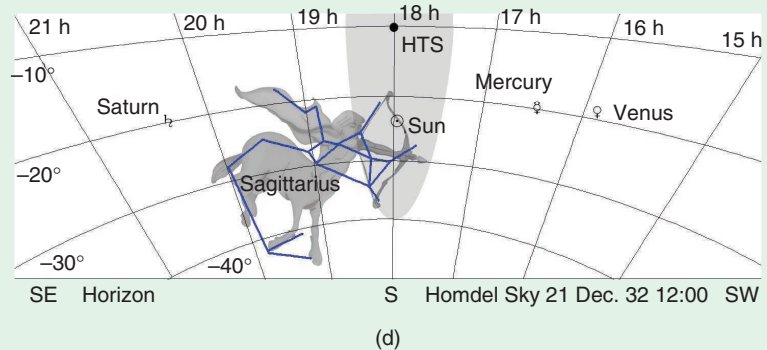 21 h 20 h 19 h 18 h 17 h 16 h 15 h
HTS
−10°
Mercury
Saturn
Venus
Sun
−20°
Sagittarius
−30°
−40°
SE Horizon S Homdel Sky 21 Dec. 32 12:00 SW
(d)